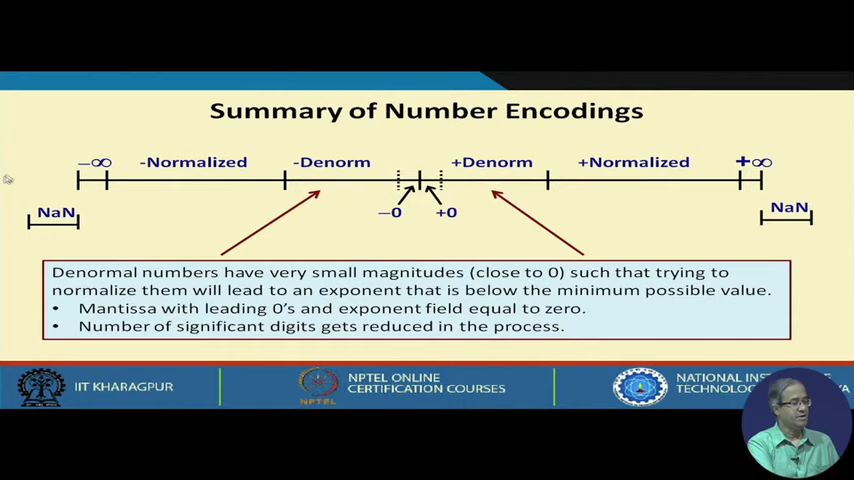 Summary of Number Encodings
−∞ -Normalized -Denorm +Denorm +Normalized +∞
NaN −0 +0 NaN
Denormal numbers have very small magnitudes (close to 0) such that trying to
normalize them will lead to an exponent that is below the minimum possible value.
• Mantissa with leading 0's and exponent field equal to zero.
• Number of significant digits gets reduced in the process.
IIT KHARAGPUR
NPTEL
NPTEL ONLINE
CERTIFICATION COURSES
NATIONAL